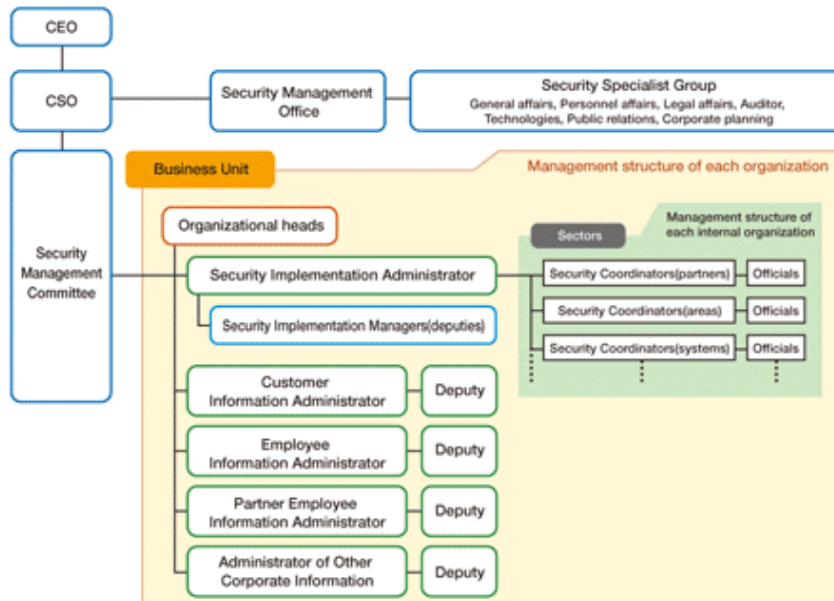 CEO
CSO
Security Management
Office
Security Specialist Group
General affairs, Personnel affairs, Legal affairs, Auditor,
Technologies, Public relations, Corporate planning
Security
Management
Committee
Business Unit
Management structure of each organization
Organizational heads
Sectors
Management structure of
each internal organization
Security Implementation Administrator
Security Coordinators(partners)
Officials
Security Implementation Managers(deputies)
Security Coordinators(areas)
Officials
Security Coordinators(systems)
Officials
Customer
Information Administrator
Deputy
Employee
Information Administrator
Deputy
Partner Employee
Information Administrator
Deputy
Administrator of Other
Corporate Information
Deputy